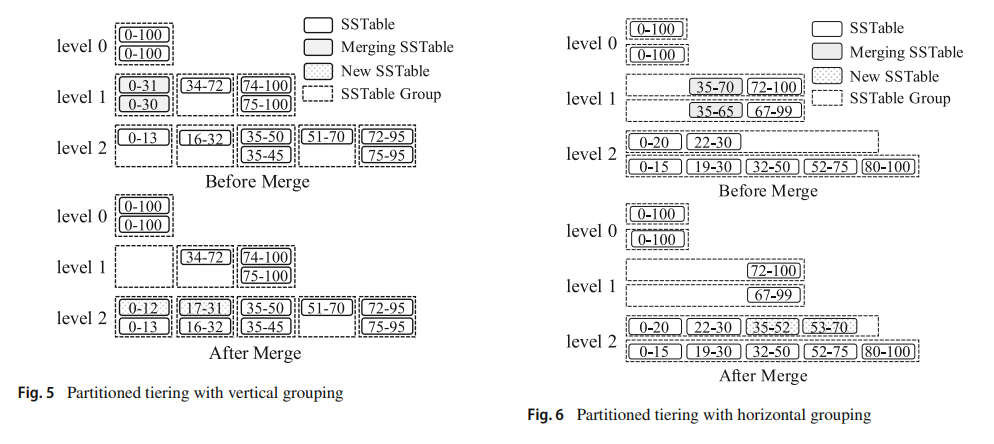 level 0
0-100
0-100
SSTable
Merging SSTable
New SSTable
SSTable Group
level 1
0-31 34-72 74-100
0-30 75-100
level 2
0-13 16-32 35-50 51-70 72-95
35-45 75-95
Before Merge
level 0
0-100
0-100
level 1
34-72 74-100
75-100
level 2
0-12 17-31 35-50 51-70 72-95
0-13 16-32 35-45 75-95
After Merge
Fig. 5 Partitioned tiering with vertical grouping
level 0
0-100
0-100
SSTable
Merging SSTable
New SSTable
SSTable Group
level 1
35-70 72-100
35-65 67-99
level 2
0-20 22-30
0-15 19-30 32-50 52-75 80-100
Before Merge
level 0
0-100
0-100
level 1
72-100
67-99
level 2
0-20 22-30 35-52 53-70
0-15 19-30 32-50 52-75 80-100
After Merge
Fig. 6 Partitioned tiering with horizontal grouping